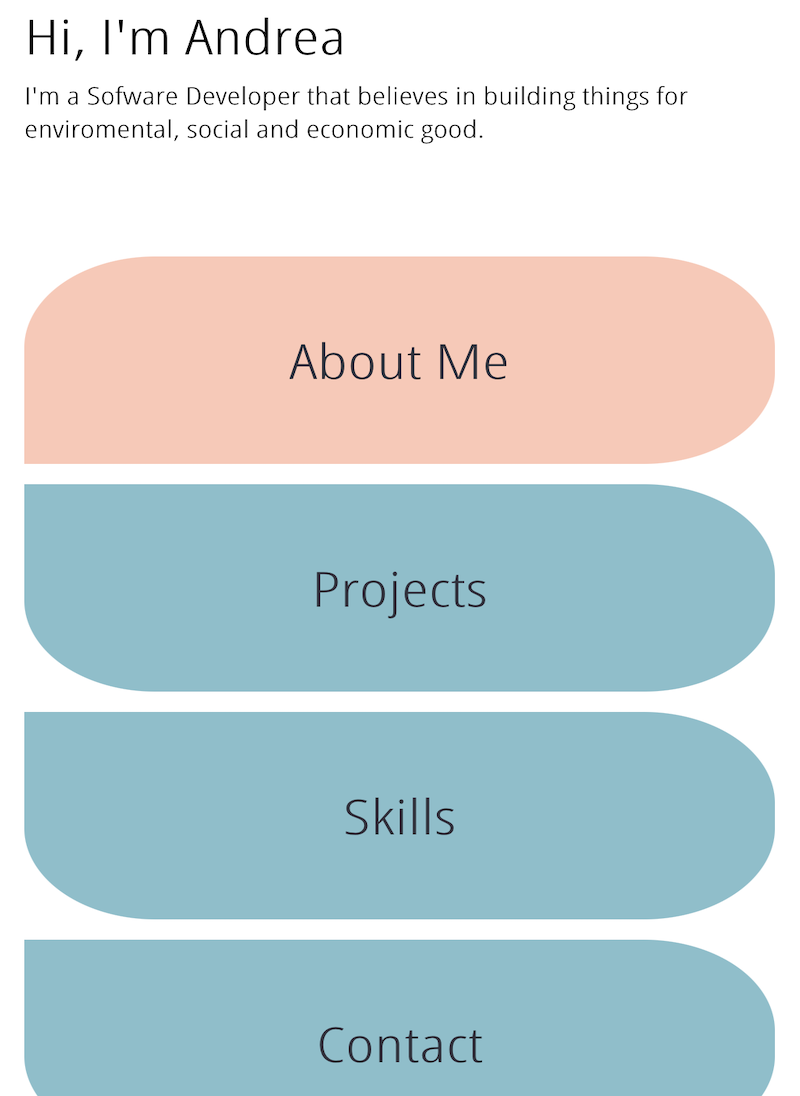 Hi, I'm Andrea
I'm a Sofware Developer that believes in building things for
enviromental, social and economic good.
About Me
Projects
Skills
Contact